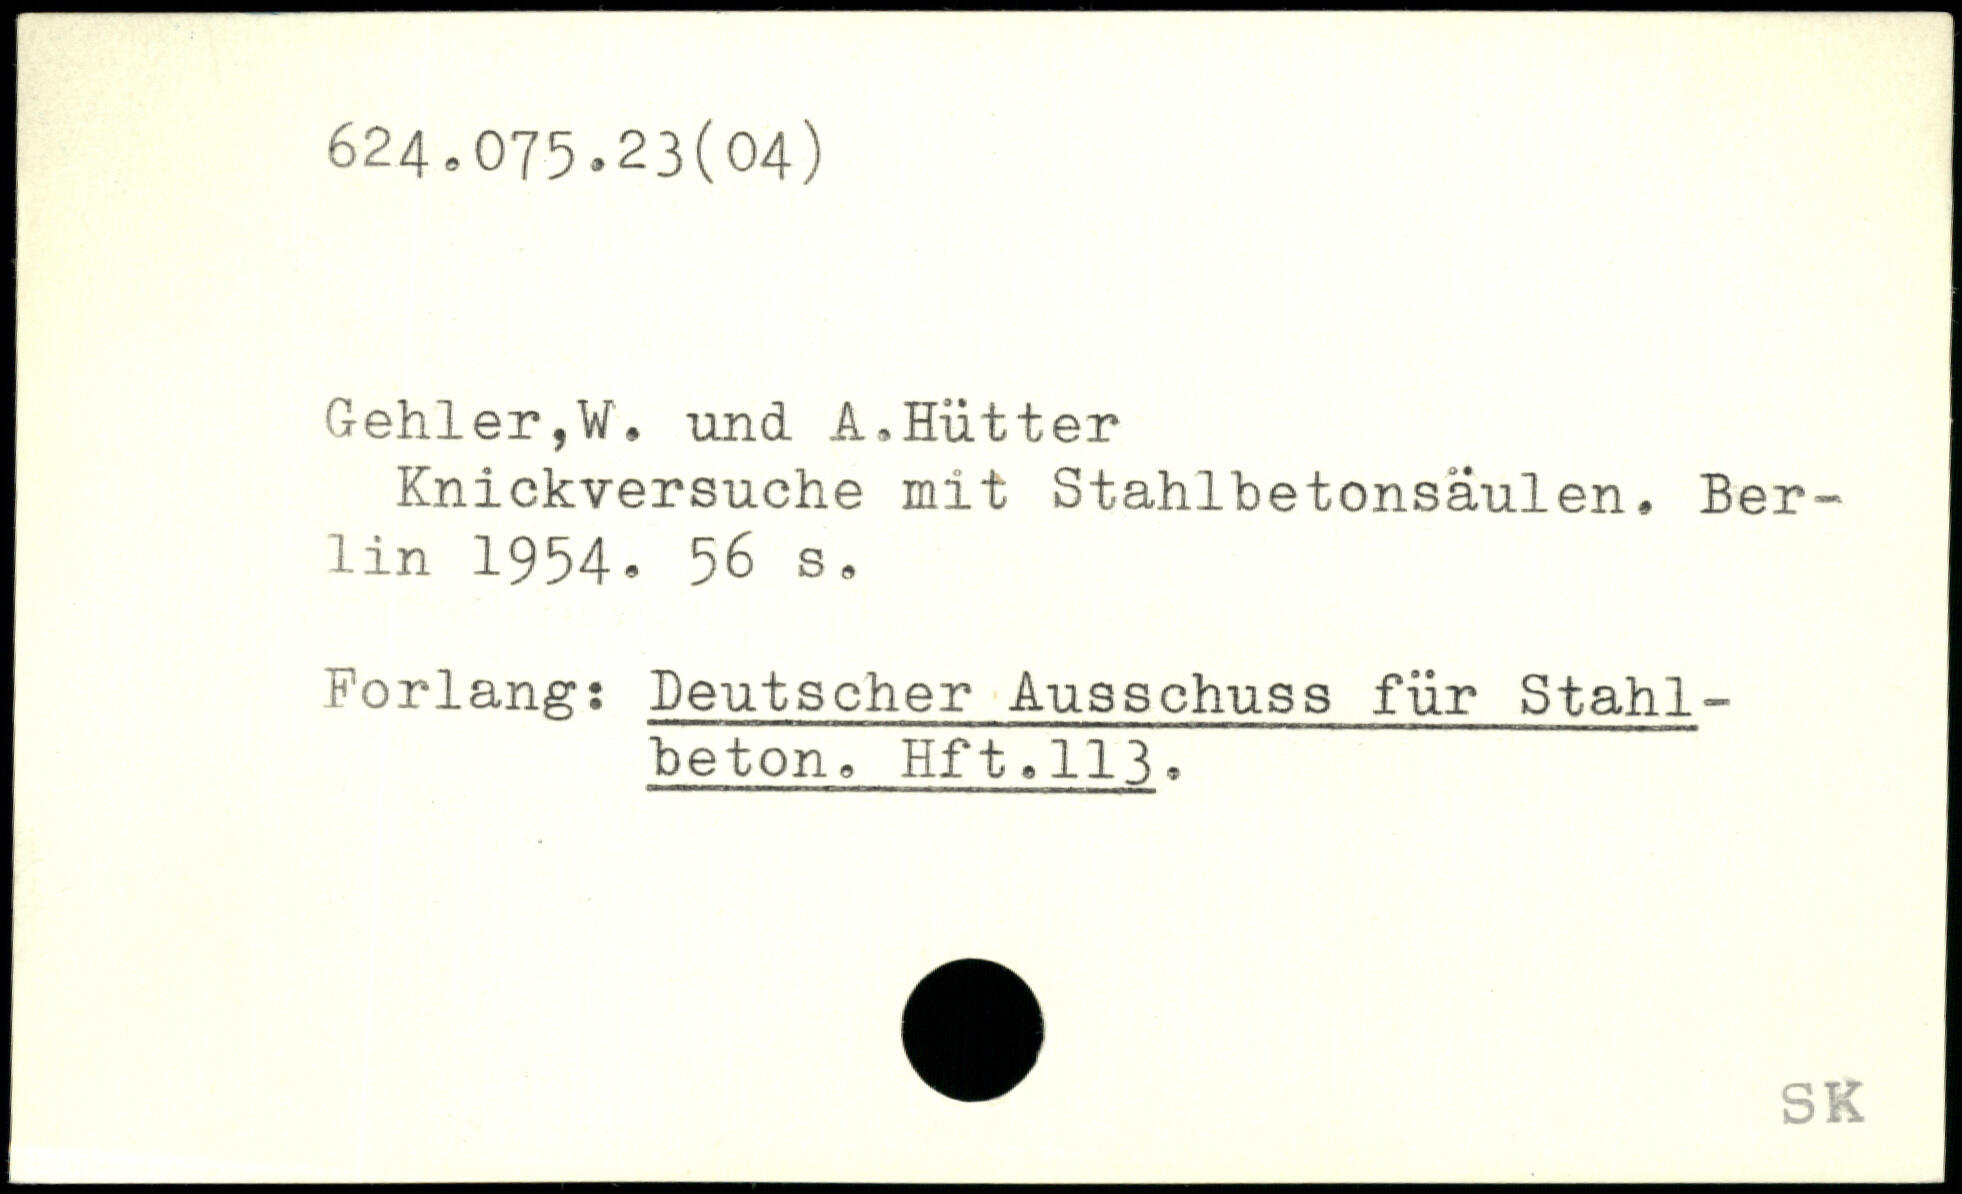 624.075.23(04)
Gehler,W. und A.Hütter
Knickversuche mit Stahlbetonsäulen. Ber-
lin 1954. 56 s.
Forlang: Deutscher Ausschuss für Stahl-
beton. Hft.113.
SK